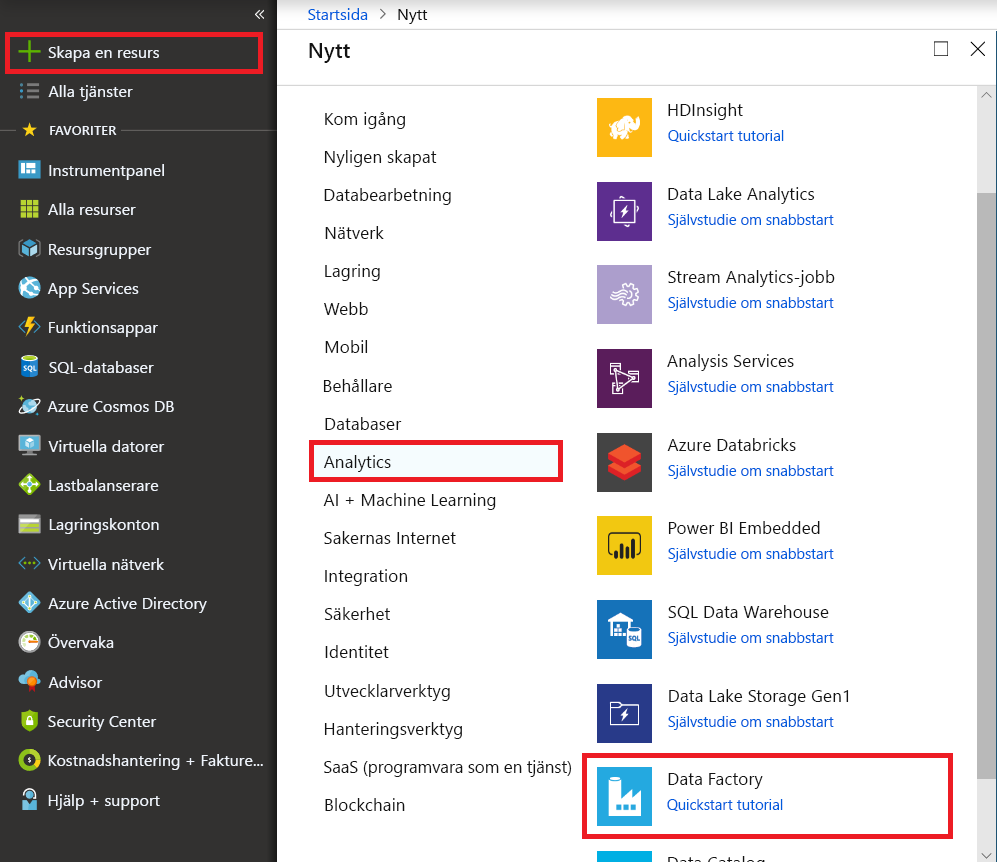 «
Skapa en resurs
Alla tjänster
FAVORITER
Instrumentpanel
Alla resurser
Resursgrupper
App Services
Funktionsappar
SQL-databaser
Azure Cosmos DB
Virtuella datorer
Lastbalanserare
Lagringskonton
Virtuella nätverk
Azure Active Directory
Övervaka
Advisor
Security Center
Kostnadshantering + Fakture...
Hjälp + support
Startsida > Nytt
Nytt
Kom igång
Nyligen skapat
Databearbetning
Nätverk
Lagring
Webb
Mobil
Behållare
Databaser
Analytics
AI + Machine Learning
Sakernas Internet
Integration
Säkerhet
Identitet
Utvecklarverktyg
Hanteringsverktyg
SaaS (programvara som en tjänst)
Blockchain
HDInsight
Quickstart tutorial
Data Lake Analytics
Självstudie om snabbstart
Stream Analytics-jobb
Självstudie om snabbstart
Analysis Services
Självstudie om snabbstart
Azure Databricks
Självstudie om snabbstart
Power BI Embedded
Självstudie om snabbstart
SQL Data Warehouse
Självstudie om snabbstart
Data Lake Storage Gen1
Självstudie om snabbstart
Data Factory
Quickstart tutorial
Data Catalog